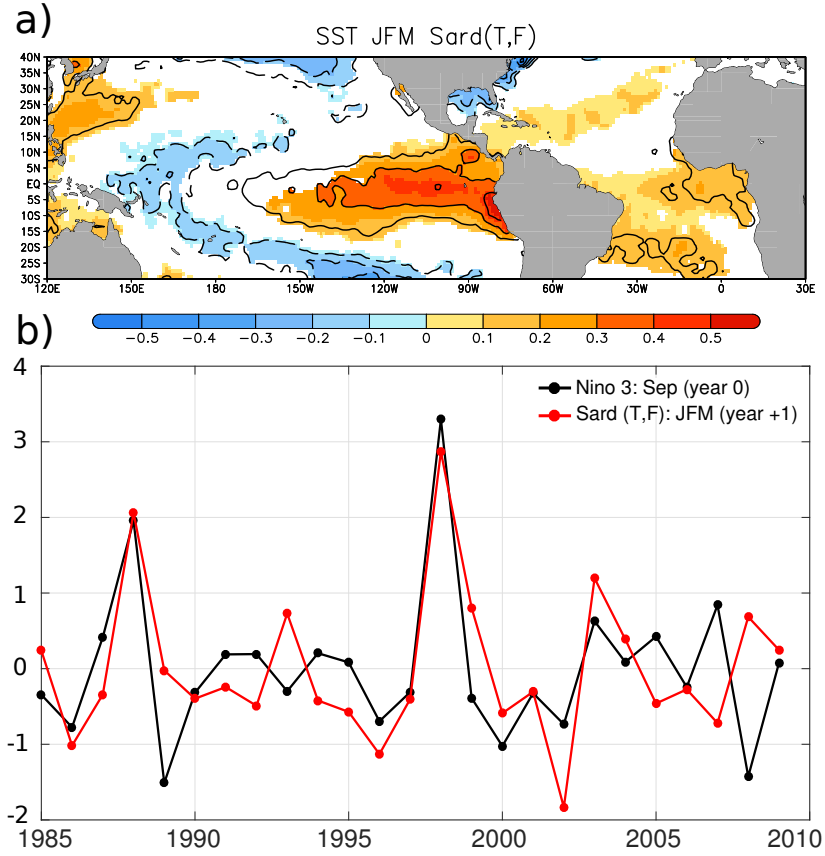 a)
SST JFM Sard(T,F)
40N
35N
30N
25N
20N
15N
10N
5N
EQ
5S
10S
15S
20S
25S
30S
120E 150E 180 150W 120W 90W 60W 30W 0 30E
b)
−0.5 −0.4 −0.3 −0.2 −0.1 0 0.1 0.2 0.3 0.4 0.5
4
Nino 3: Sep (year 0)
Sard (T,F): JFM (year +1)
3
2
1
0
-1
-2
1985 1990 1995 2000 2005 2010